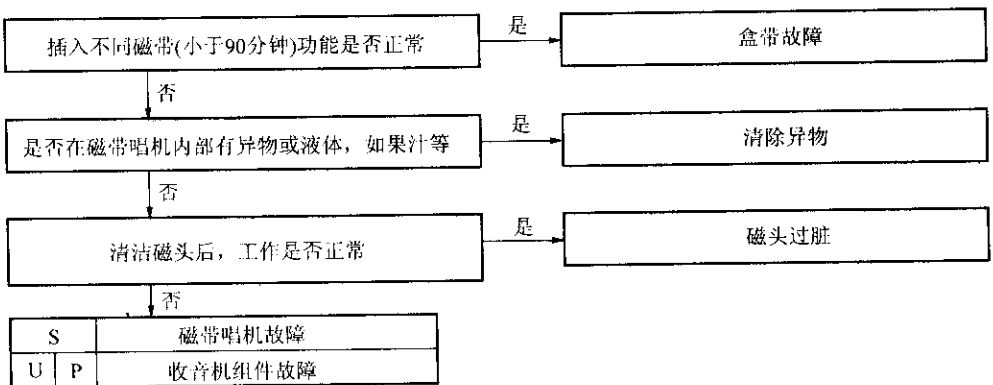 插入不同磁带(小于90分钟)功能是否正常
是
盒带故障
否
是否在磁带唱机内部有异物或液体，如果汁等
是
清除异物
否
清洁磁头后，工作是否正常
是
磁头过脏
否
S 磁带唱机故障
U P 收音机组件故障